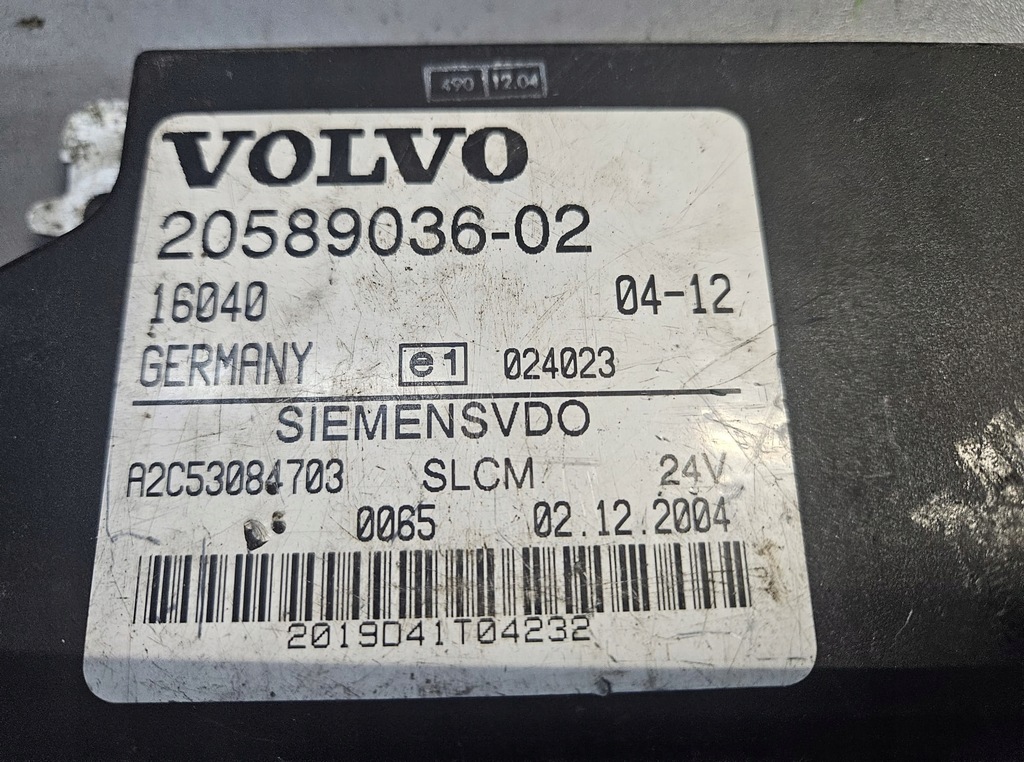 490 12.04
VOLVO
20589036-02
16040 04-12
GERMANY e1 024023
SIEMENSVDO
A2C53084703 SLCM 24V
0065 02.12.2004
2019D41T04232